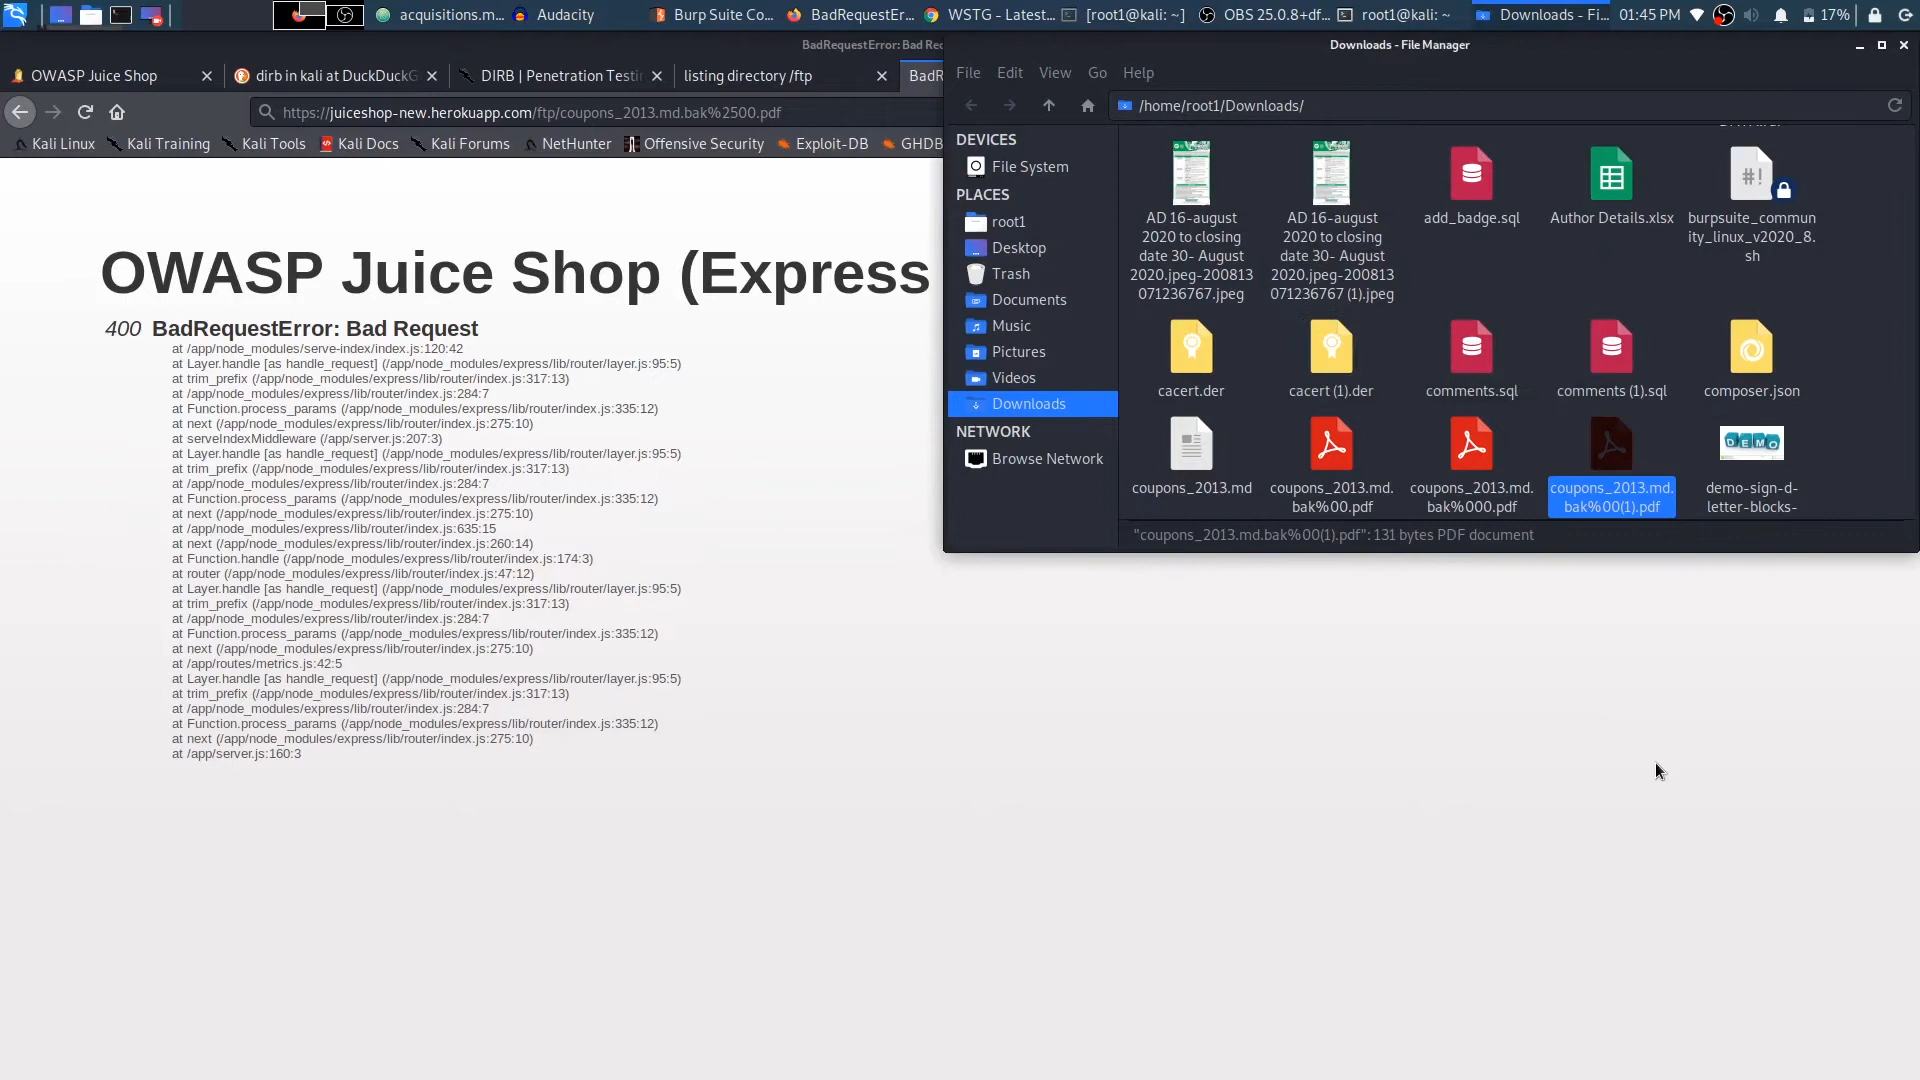 acquisitions.m...
Audacity
Burp Suite Co...
BadRequestEr...
WSTG - Latest...
[root1@kali: ~]
OBS 25.0.8+df...
root1@kali: ~
Downloads - Fi...
01:45 PM
17%
BadRequestError: Bad Req
OWASP Juice Shop
dirb in kali at DuckDuckG
DIRB | Penetration Testin
listing directory /ftp
BadR
https://juiceshop-new.herokuapp.com/ftp/coupons_2013.md.bak%2500.pdf
Kali Linux
Kali Training
Kali Tools
Kali Docs
Kali Forums
NetHunter
Offensive Security
Exploit-DB
GHDB
OWASP Juice Shop (Express
400 BadRequestError: Bad Request
at /app/node_modules/serve-index/index.js:120:42
at Layer.handle [as handle_request] (/app/node_modules/express/lib/router/layer.js:95:5)
at trim_prefix (/app/node_modules/express/lib/router/index.js:317:13)
at /app/node_modules/express/lib/router/index.js:284:7
at Function.process_params (/app/node_modules/express/lib/router/index.js:335:12)
at next (/app/node_modules/express/lib/router/index.js:275:10)
at serveIndexMiddleware (/app/server.js:207:3)
at Layer.handle [as handle_request] (/app/node_modules/express/lib/router/layer.js:95:5)
at trim_prefix (/app/node_modules/express/lib/router/index.js:317:13)
at /app/node_modules/express/lib/router/index.js:284:7
at Function.process_params (/app/node_modules/express/lib/router/index.js:335:12)
at next (/app/node_modules/express/lib/router/index.js:275:10)
at /app/node_modules/express/lib/router/index.js:635:15
at next (/app/node_modules/express/lib/router/index.js:260:14)
at Function.handle (/app/node_modules/express/lib/router/index.js:174:3)
at router (/app/node_modules/express/lib/router/index.js:47:12)
at Layer.handle [as handle_request] (/app/node_modules/express/lib/router/layer.js:95:5)
at trim_prefix (/app/node_modules/express/lib/router/index.js:317:13)
at /app/node_modules/express/lib/router/index.js:284:7
at Function.process_params (/app/node_modules/express/lib/router/index.js:335:12)
at next (/app/node_modules/express/lib/router/index.js:275:10)
at /app/routes/metrics.js:42:5
at Layer.handle [as handle_request] (/app/node_modules/express/lib/router/layer.js:95:5)
at trim_prefix (/app/node_modules/express/lib/router/index.js:317:13)
at /app/node_modules/express/lib/router/index.js:284:7
at Function.process_params (/app/node_modules/express/lib/router/index.js:335:12)
at next (/app/node_modules/express/lib/router/index.js:275:10)
at /app/server.js:160:3
Downloads - File Manager
File Edit View Go Help
/home/root1/Downloads/
DEVICES
File System
PLACES
root1
Desktop
Trash
Documents
Music
Pictures
Videos
Downloads
NETWORK
Browse Network
AD 16-august
2020 to closing
date 30- August
2020.jpeg-200813
071236767.jpeg
AD 16-august
2020 to closing
date 30- August
2020.jpeg-200813
071236767 (1).jpeg
add_badge.sql
Author Details.xlsx
#!
burpsuite_commun
ity_linux_v2020_8.
sh
cacert.der
cacert (1).der
comments.sql
comments (1).sql
composer.json
DEMO
coupons_2013.md
coupons_2013.md.
bak%00.pdf
coupons_2013.md.
bak%000.pdf
coupons_2013.md.
bak%00(1).pdf
demo-sign-d-
letter-blocks-
"coupons_2013.md.bak%00(1).pdf": 131 bytes PDF document